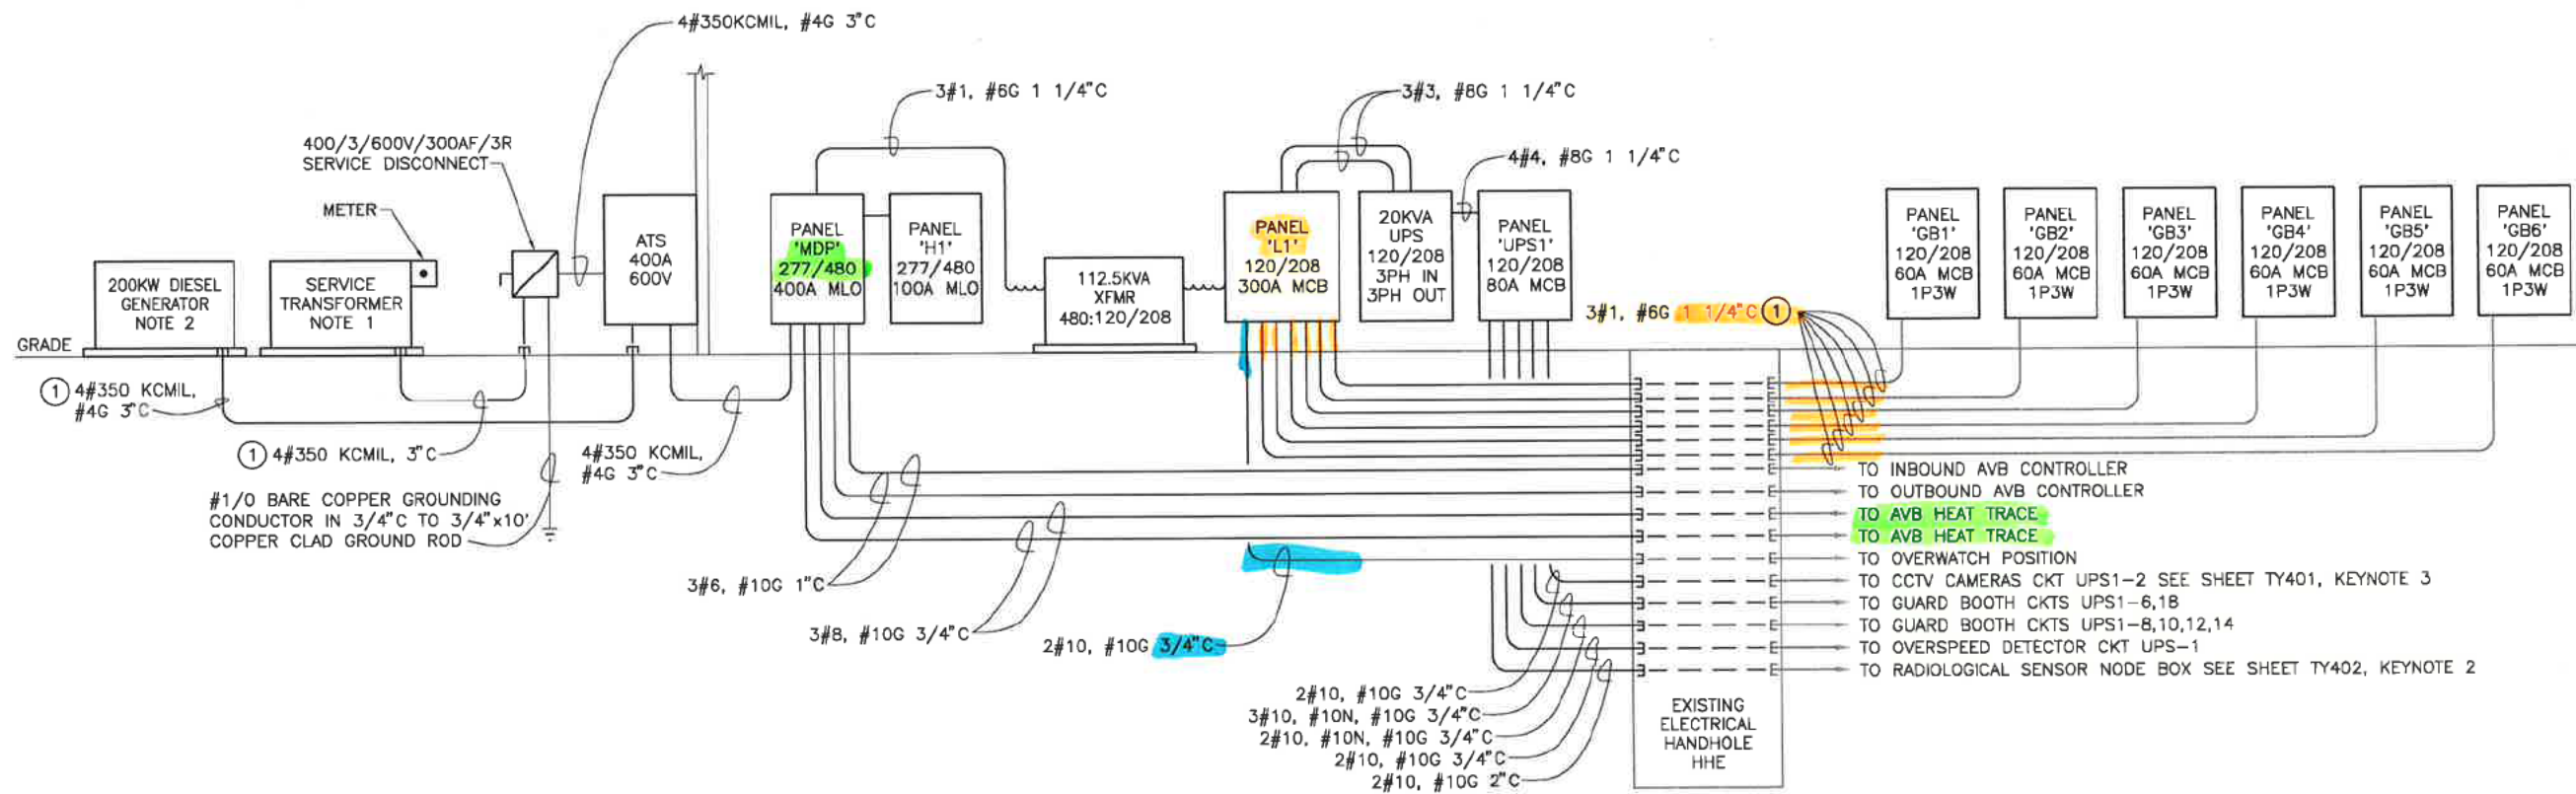 4#350KCMIL, #4G 3"C
3#1, #6G 1 1/4"C
3#3, #8G 1 1/4"C
400/3/600V/300AF/3R
SERVICE DISCONNECT
4#4, #8G 1 1/4"C
METER
200KW DIESEL
GENERATOR
NOTE 2
SERVICE
TRANSFORMER
NOTE 1
ATS
400A
600V
PANEL
'MDP'
277/480
400A MLO
PANEL
'H1'
277/480
100A MLO
112.5KVA
XFMR
480:120/208
PANEL
'L1'
120/208
300A MCB
20KVA
UPS
120/208
3PH IN
3PH OUT
PANEL
'UPS1'
120/208
80A MCB
3#1, #6G 1 1/4"C 1
PANEL
'GB1'
120/208
60A MCB
1P3W
PANEL
'GB2'
120/208
60A MCB
1P3W
PANEL
'GB3'
120/208
60A MCB
1P3W
PANEL
'GB4'
120/208
60A MCB
1P3W
PANEL
'GB5'
120/208
60A MCB
1P3W
PANEL
'GB6'
120/208
60A MCB
1P3W
GRADE
1 4#350 KCMIL,
#4G 3"C
1 4#350 KCMIL, 3"C
4#350 KCMIL,
#4G 3"C
#1/0 BARE COPPER GROUNDING
CONDUCTOR IN 3/4"C TO 3/4"x10'
COPPER CLAD GROUND ROD
3#6, #10G 1"C
3#8, #10G 3/4"C
2#10, #10G 3/4"C
TO INBOUND AVB CONTROLLER
TO OUTBOUND AVB CONTROLLER
TO AVB HEAT TRACE
TO AVB HEAT TRACE
TO OVERWATCH POSITION
TO CCTV CAMERAS CKT UPS1-2 SEE SHEET TY401, KEYNOTE 3
TO GUARD BOOTH CKTS UPS1-6,18
TO GUARD BOOTH CKTS UPS1-8,10,12,14
TO OVERSPEED DETECTOR CKT UPS-1
TO RADIOLOGICAL SENSOR NODE BOX SEE SHEET TY402, KEYNOTE 2
2#10, #10G 3/4"C
3#10, #10N, #10G 3/4"C
2#10, #10N, #10G 3/4"C
2#10, #10G 3/4"C
2#10, #10G 2"C
EXISTING
ELECTRICAL
HANDHOLE
HHE